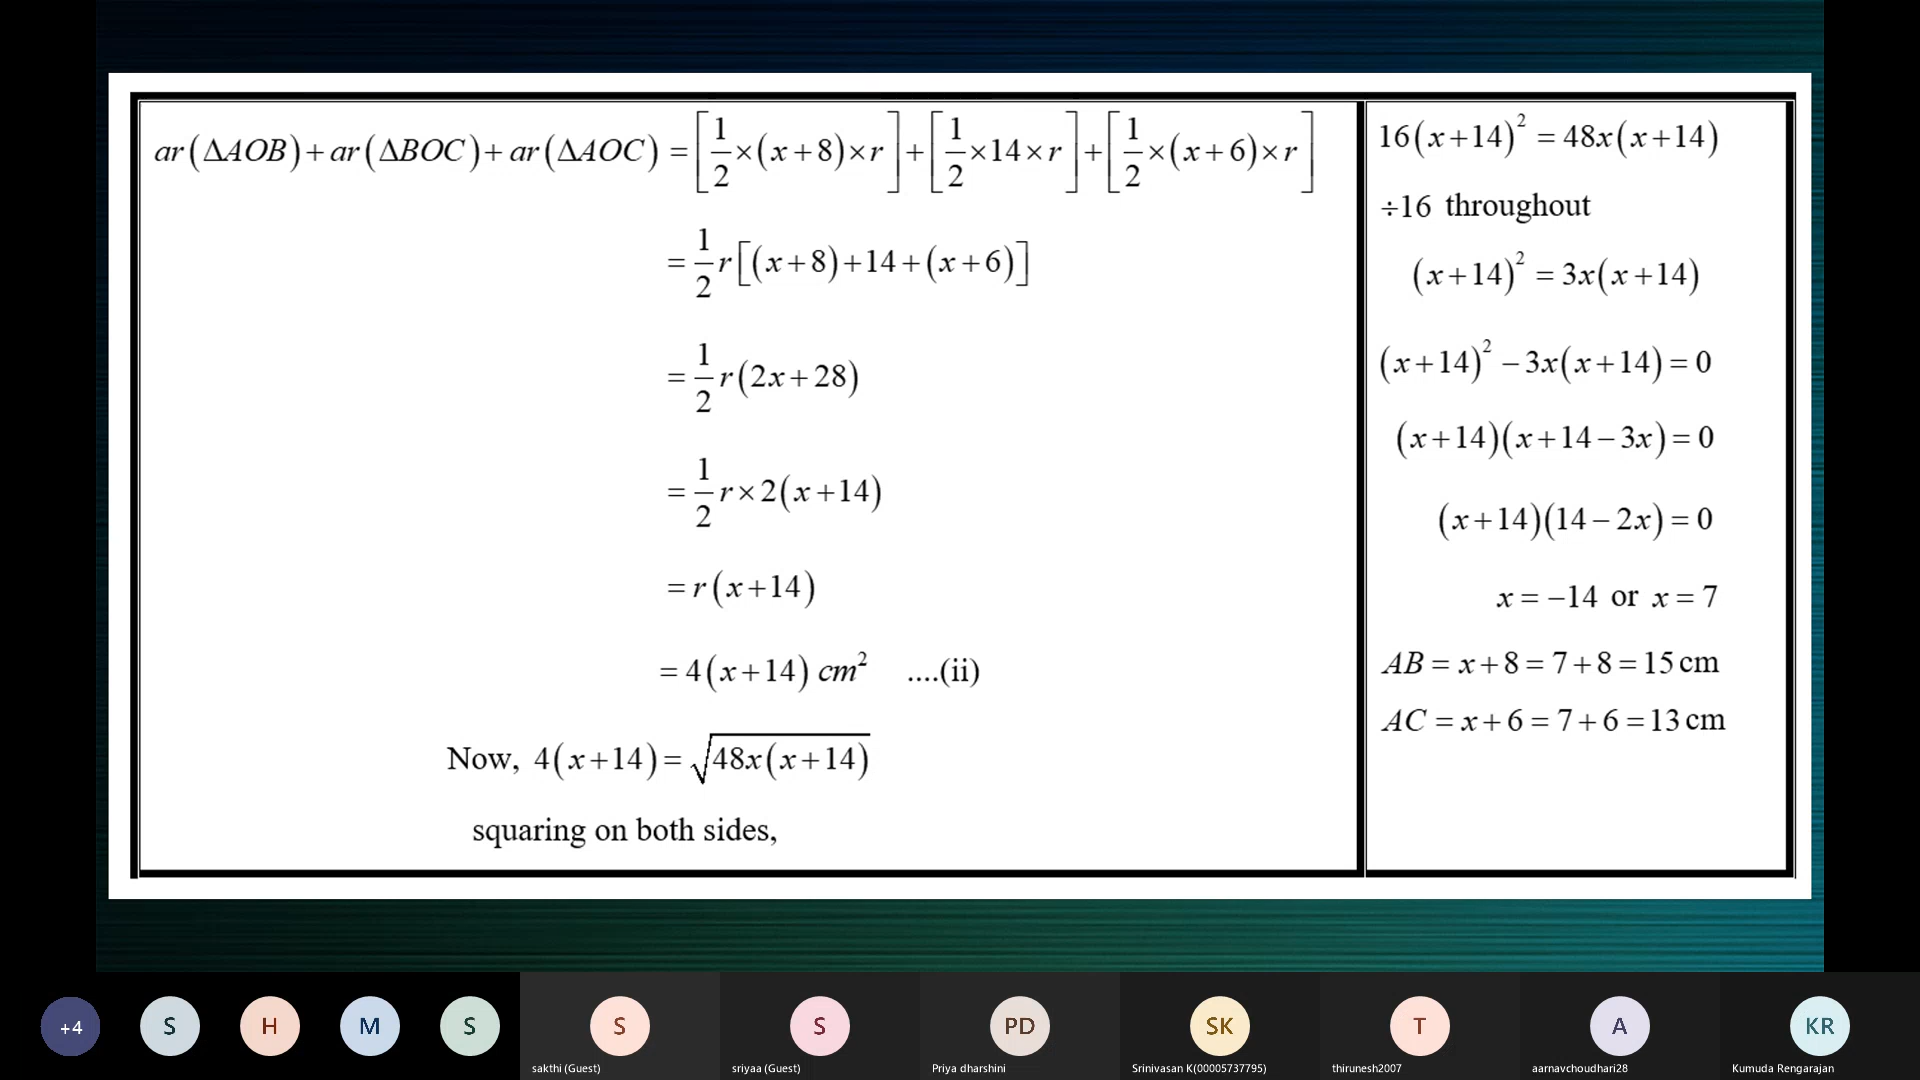 ar(ΔAOB)+ar(ΔBOC)+ar(ΔAOC) = [1/2×(x+8)×r]+[1/2×14×r]+[1/2×(x+6)×r]
= 1/2 r[(x+8)+14+(x+6)]
= 1/2 r(2x+28)
= 1/2 r×2(x+14)
= r(x+14)
= 4(x+14) cm² ....(ii)
Now, 4(x+14) = √48x(x+14)
squaring on both sides,
16(x+14)² = 48x(x+14)
÷16 throughout
(x+14)² = 3x(x+14)
(x+14)² − 3x(x+14) = 0
(x+14)(x+14−3x) = 0
(x+14)(14−2x) = 0
x = −14 or x = 7
AB = x+8 = 7+8 = 15 cm
AC = x+6 = 7+6 = 13 cm
+4 S H M S S S PD SK T A KR
sakthi (Guest) sriyaa (Guest) Priya dharshini Srinivasan K(00005737795) thirunesh2007 aarnavchoudhari28 Kumuda Rengarajan